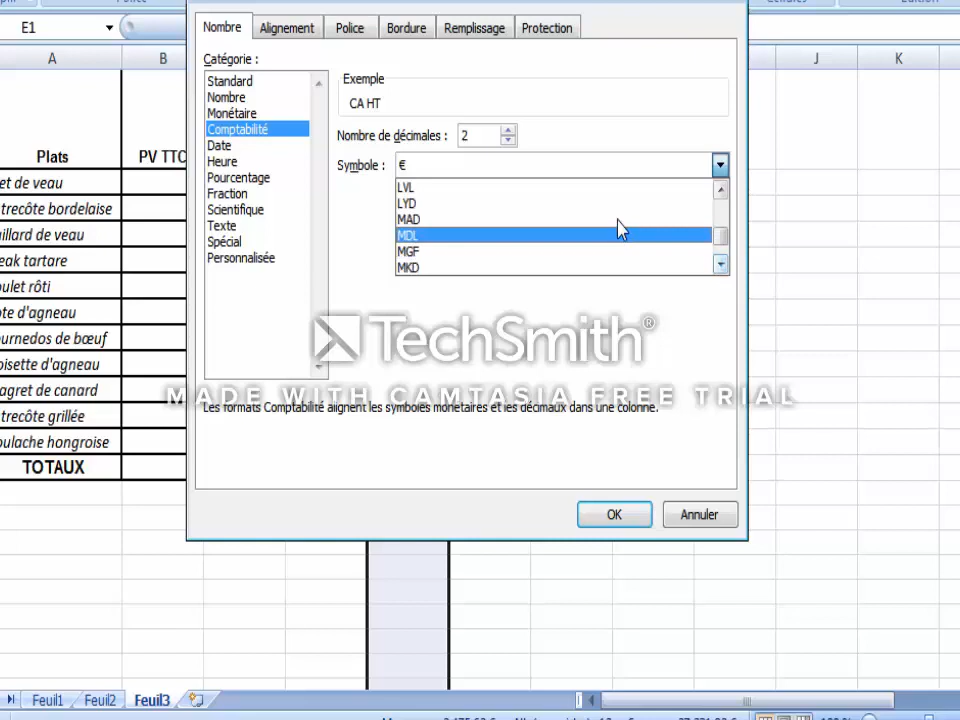 E1
Nombre
Alignement
Police
Bordure
Remplissage
Protection
Catégorie :
Standard
Nombre
Monétaire
Comptabilité
Date
Heure
Pourcentage
Fraction
Scientifique
Texte
Spécial
Personnalisée
Exemple
CA HT
Nombre de décimales :
2
Symbole :
€
LVL
LYD
MAD
MDL
MGF
MKD
Les formats Comptabilité alignent les symboles monétaires et les décimaux dans une colonne.
OK
Annuler
A
B
J
K
Plats
PV TTC
et de veau
trecôte bordelaise
illard de veau
eak tartare
oulet rôti
ote d'agneau
ournedos de bœuf
oisette d'agneau
agret de canard
trecôte grillée
oulache hongroise
TOTAUX
TechSmith®
MADE WITH CAMTASIA FREE TRIAL
Feuil1
Feuil2
Feuil3